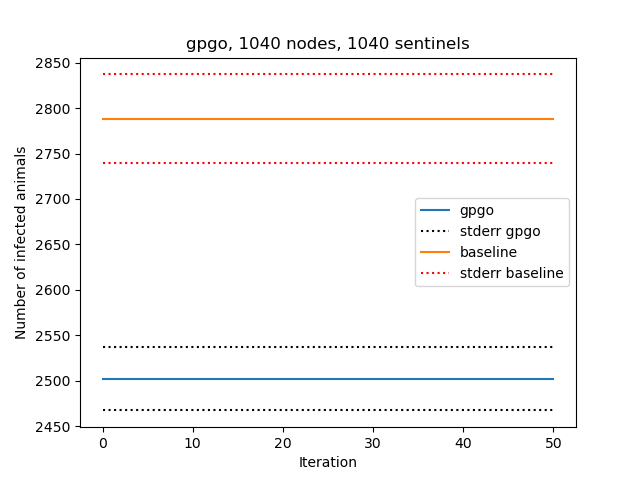 gpgo, 1040 nodes, 1040 sentinels
Number of infected animals
2850
2800
2750
2700
2650
2600
2550
2500
2450
gpgo
stderr gpgo
baseline
stderr baseline
0 10 20 30 40 50
Iteration